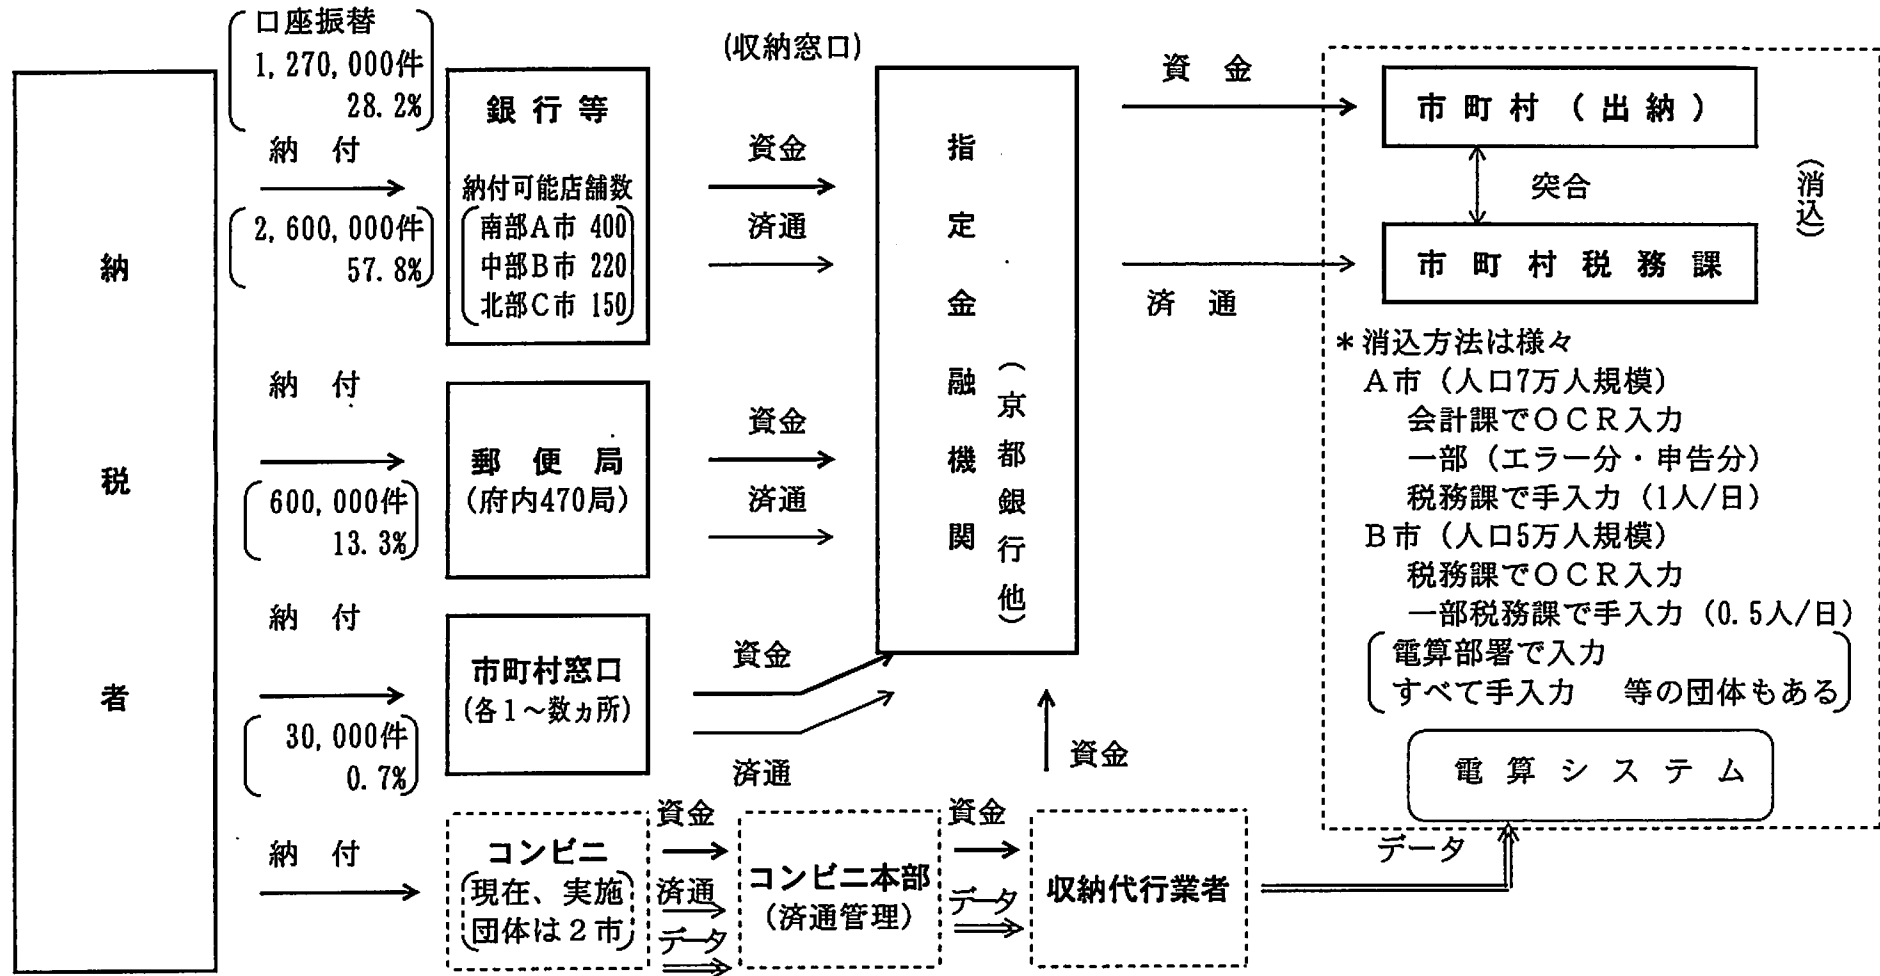 納税者
口座振替
1,270,000件
28.2%
納 付
2,600,000件
57.8%
納 付
600,000件
13.3%
納 付
30,000件
0.7%
納 付
銀行等
納付可能店舗数
南部A市 400
中部B市 220
北部C市 150
郵便局
(府内470局)
市町村窓口
(各1~数ヵ所)
コンビニ
現在、実施
団体は2市
(収納窓口)
資金
済通
資金
済通
資金
済通
資金
済通
データ
コンビニ本部
(済通管理)
資金
データ
収納代行業者
資金
データ
指定金融機関
(京都銀行他)
資 金
済 通
市町村(出納)
突合
(消込)
市町村税務課
*消込方法は様々
A市(人口7万人規模)
会計課でOCR入力
一部(エラー分・申告分)
税務課で手入力(1人/日)
B市(人口5万人規模)
税務課でOCR入力
一部税務課で手入力(0.5人/日)
電算部署で入力
すべて手入力 等の団体もある
電算システム